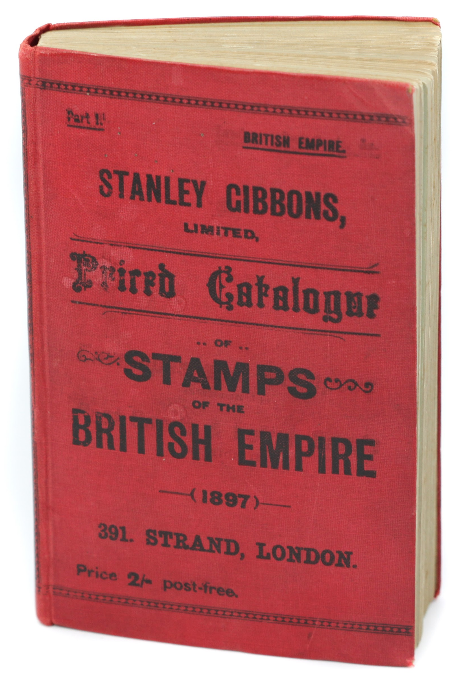 Part I.
BRITISH EMPIRE.
STANLEY GIBBONS,
LIMITED,
Priced Catalogue
.. OF ..
STAMPS
OF THE
BRITISH EMPIRE
(1897)
391. STRAND, LONDON.
Price 2/- post-free.